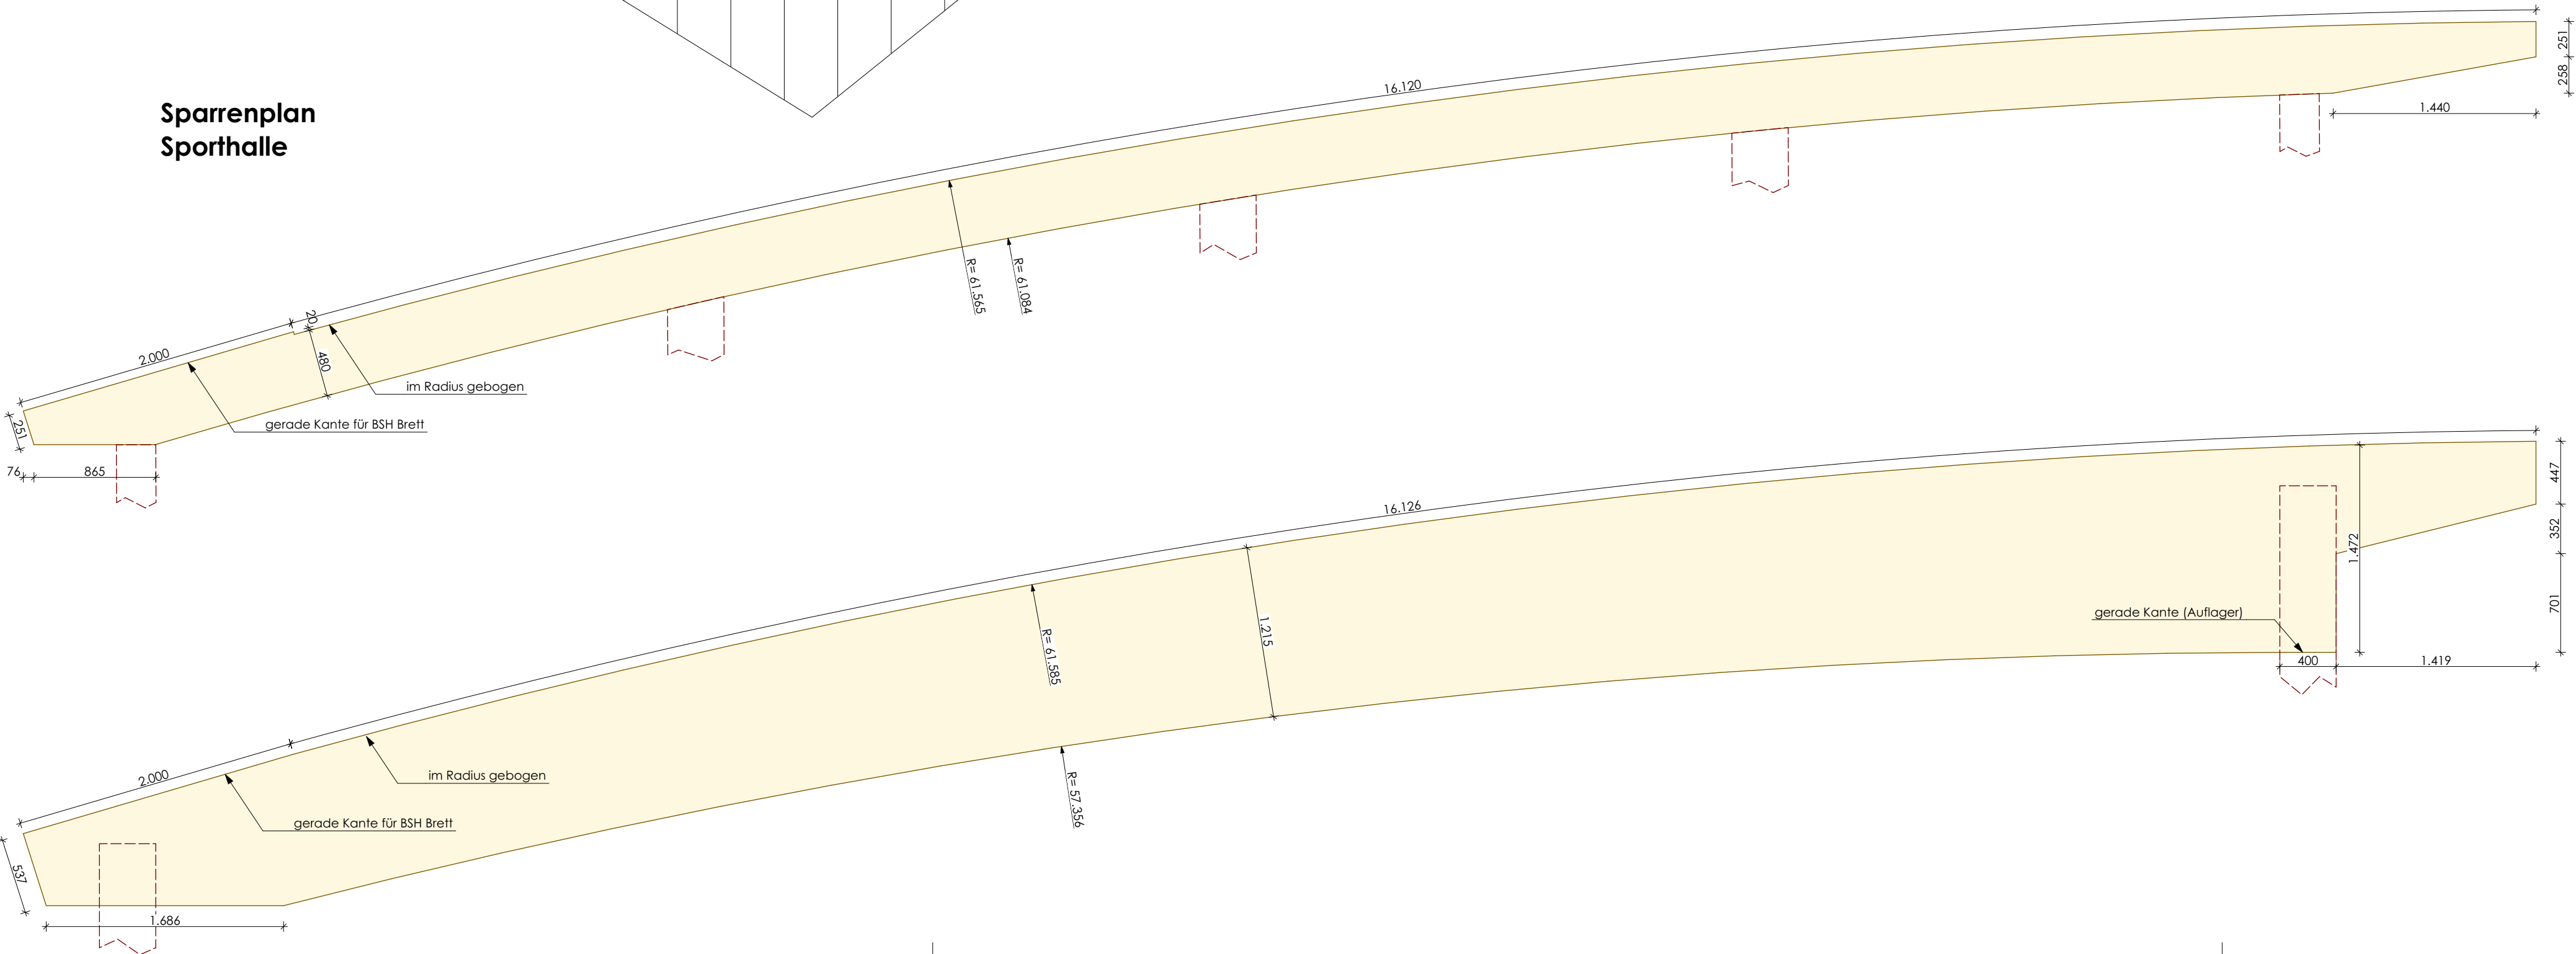 Sparrenplan
Sporthalle
16.120
251
258
1.440
R= 61.565
R= 61.084
20
480
2.000
im Radius gebogen
gerade Kante für BSH Brett
251
76
865
16.126
447
352
701
1.472
gerade Kante (Auflager)
400
1.419
1.215
R= 61.585
R= 57.356
2.000
im Radius gebogen
gerade Kante für BSH Brett
537
1.686